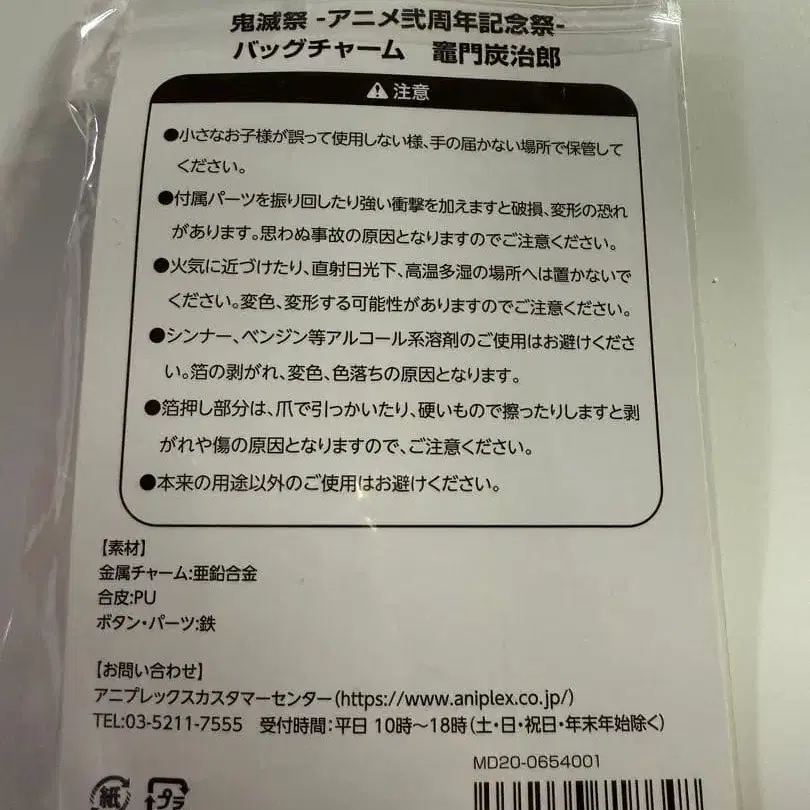 鬼滅祭 -アニメ弐周年記念祭-
バッグチャーム 竈門炭治郎
注意
●小さなお子様が誤って使用しない様、手の届かない場所で保管して
ください。
●付属パーツを振り回したり強い衝撃を加えますと破損、変形の恐れ
があります。思わぬ事故の原因となりますのでご注意ください。
●火気に近づけたり、直射日光下、高温多湿の場所へは置かないで
ください。変色、変形する可能性がありますのでご注意ください。
●シンナー、ベンジン等アルコール系溶剤のご使用はお避けくださ
い。箔の剥がれ、変色、色落ちの原因となります。
●箔押し部分は、爪で引っかいたり、硬いもので擦ったりしますと剥
がれや傷の原因となりますので、ご注意ください。
●本来の用途以外のご使用はお避けください。
【素材】
金属チャーム:亜鉛合金
合皮:PU
ボタン・パーツ:鉄
【お問い合わせ】
アニプレックスカスタマーセンター(https://www.aniplex.co.jp/)
TEL:03-5211-7555 受付時間:平日 10時～18時(土・日・祝日・年末年始除く)
MD20-0654001
紙 プラ